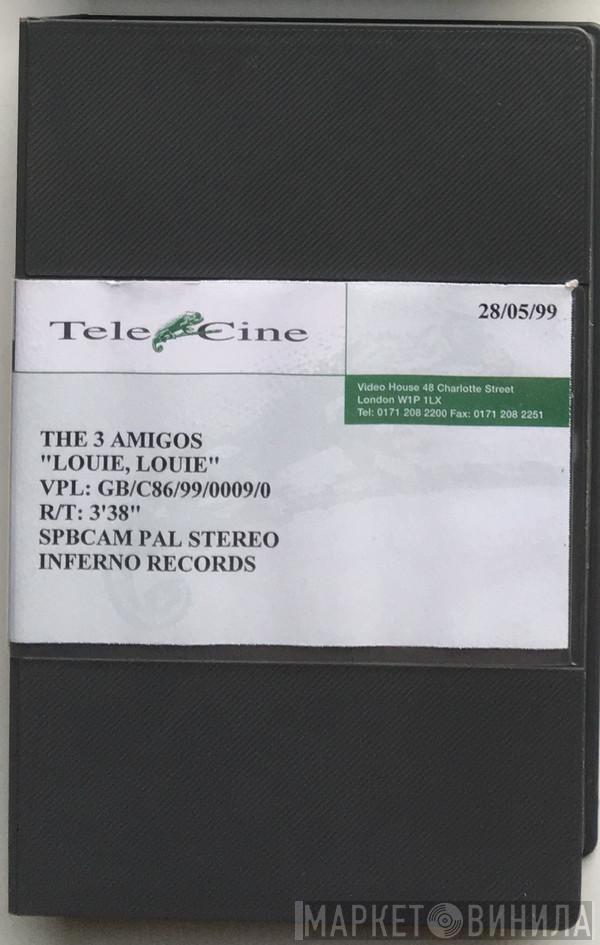 Tele Cine
28/05/99
Video House 48 Charlotte Street
London W1P 1LX
Tel: 0171 208 2200 Fax: 0171 208 2251
THE 3 AMIGOS
"LOUIE, LOUIE"
VPL: GB/C86/99/0009/0
R/T: 3'38"
SPBCAM PAL STEREO
INFERNO RECORDS
МАРКЕТ ВИНИЛА